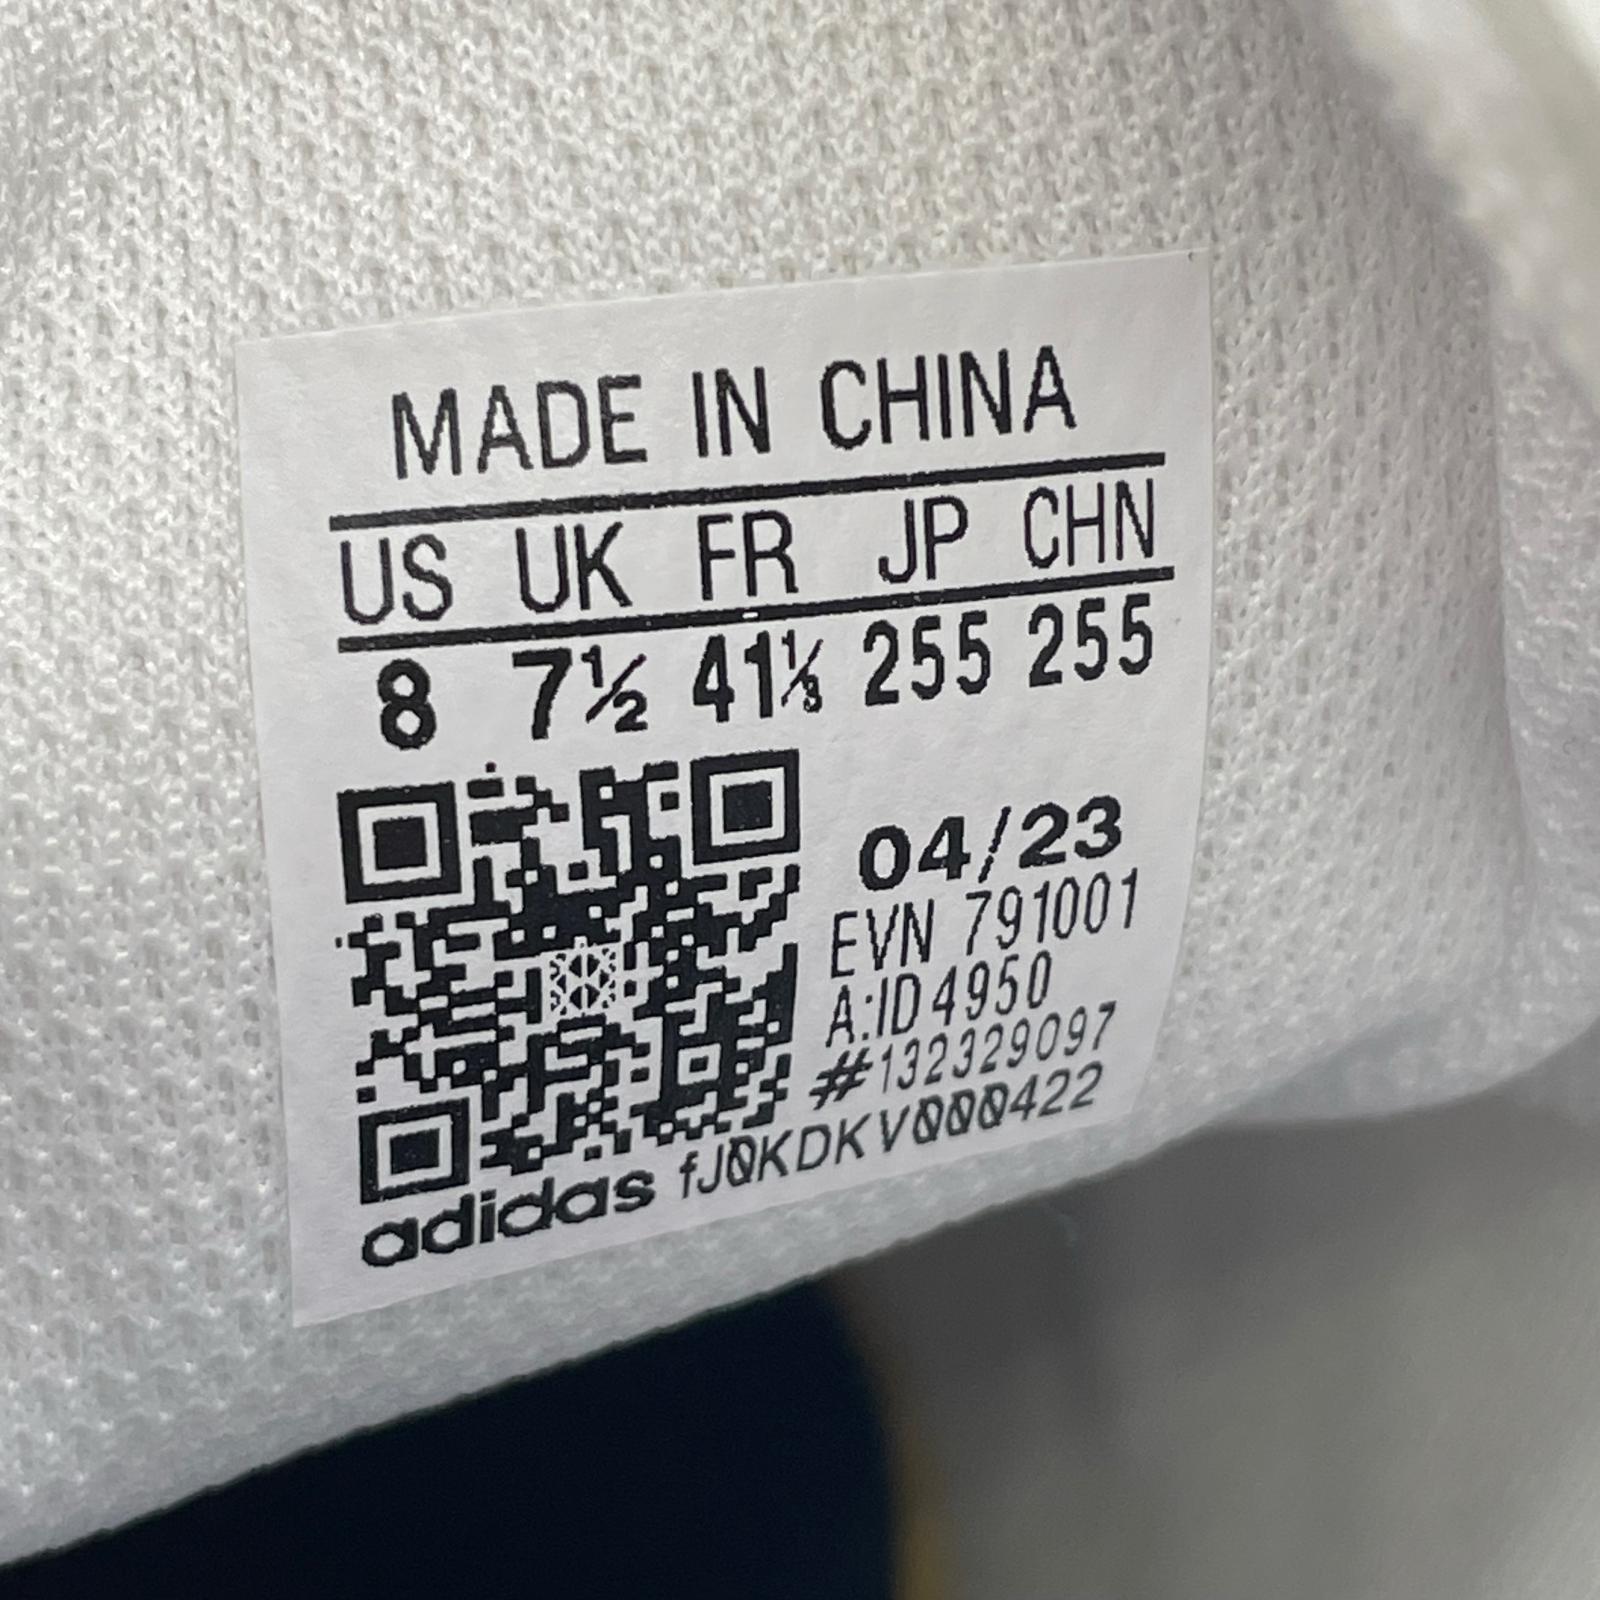 MADE IN CHINA
US UK FR JP CHN
8 7½ 41⅓ 255 255
04/23
EVN 791001
A:ID4950
#132329097
adidas fJ0KDKV000422